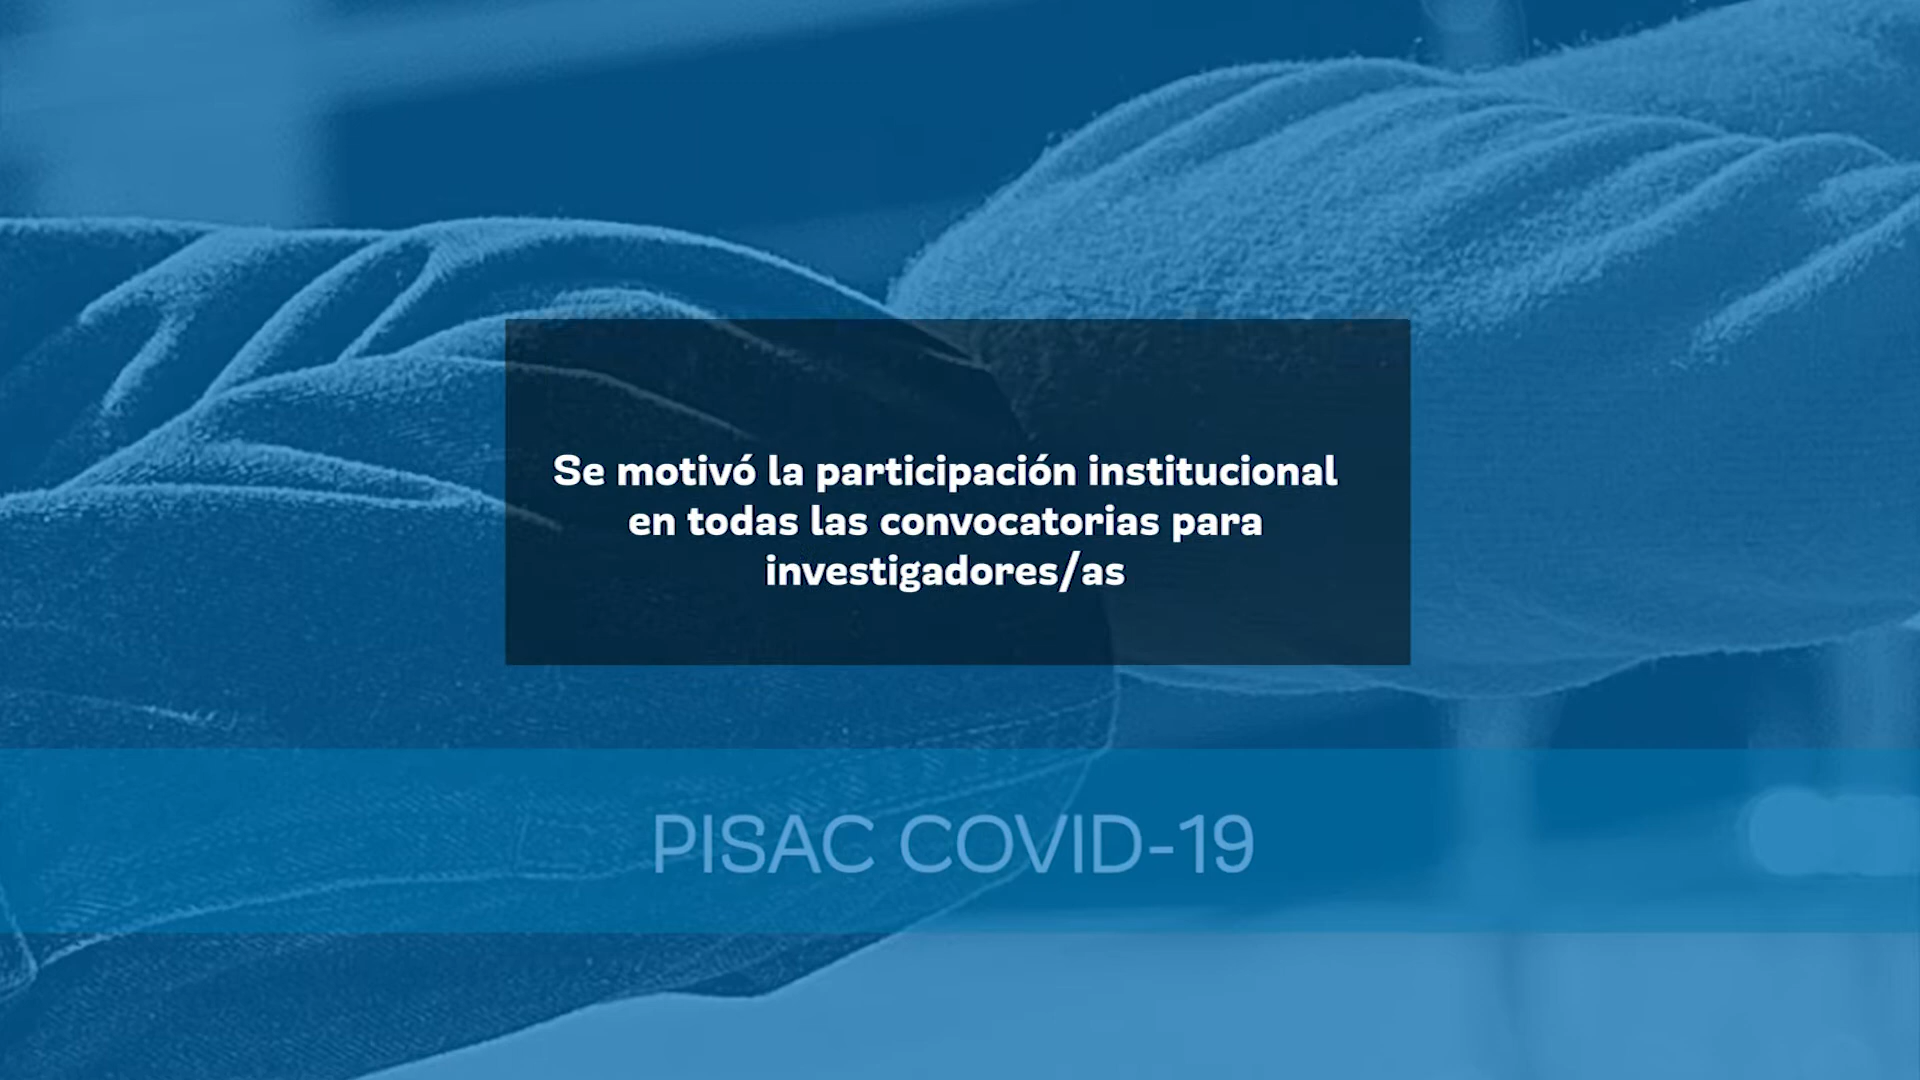 Se motivó la participación institucional
en todas las convocatorias para
investigadores/as
PISAC COVID-19